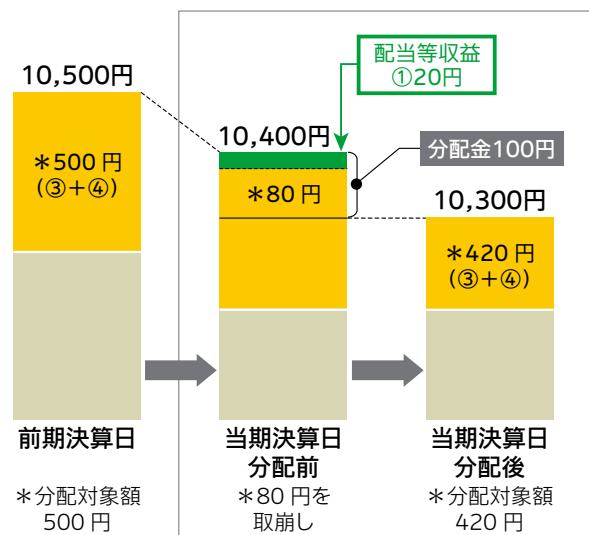 配当等収益
①20円
10,500円
10,400円
分配金100円
＊500 円
(③＋④)
＊80 円
10,300円
＊420 円
(③＋④)
前期決算日
当期決算日
分配前
当期決算日
分配後
＊分配対象額
500 円
＊80 円を
取崩し
＊分配対象額
420 円